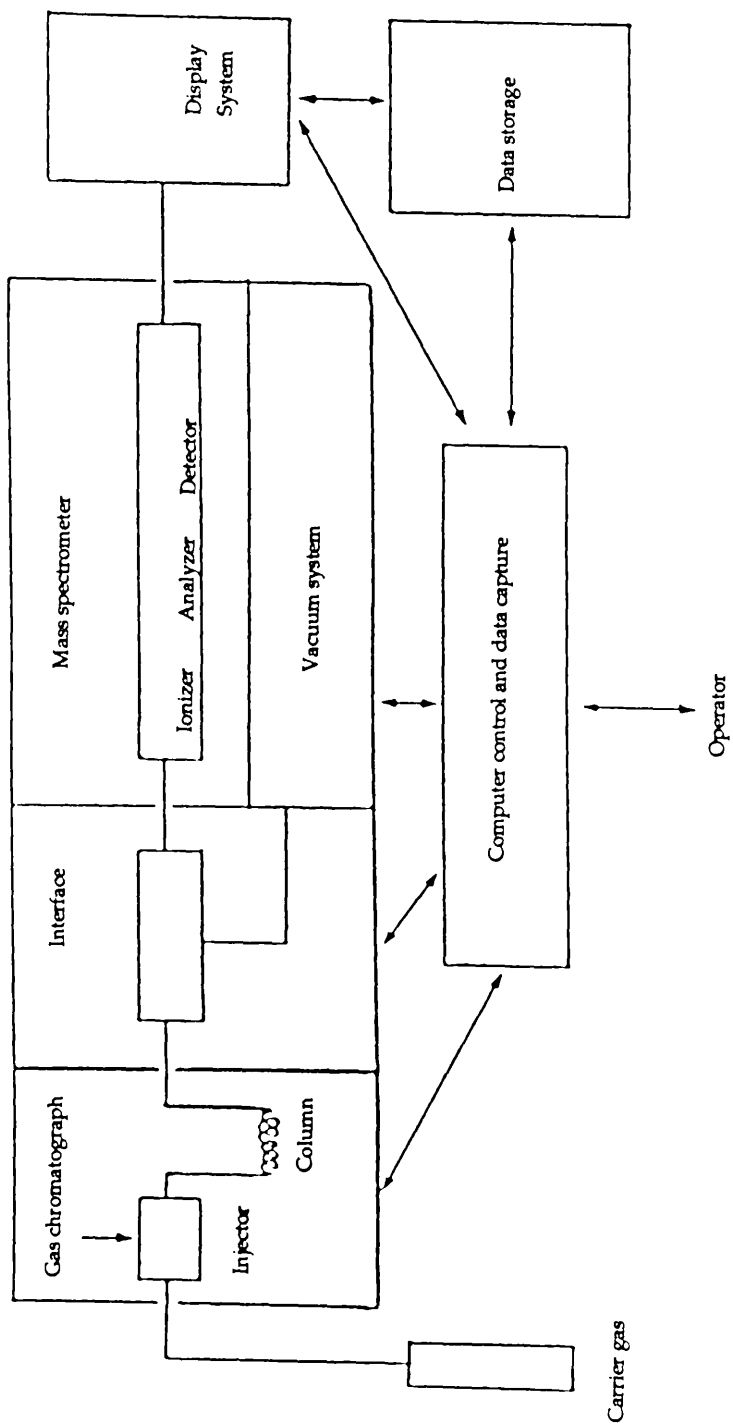 Gas chromatograph
Injector
Column
Carrier gas
Interface
Mass spectrometer
Ionizer Analyzer Detector
Vacuum system
Display
System
Data storage
Computer control and data capture
Operator